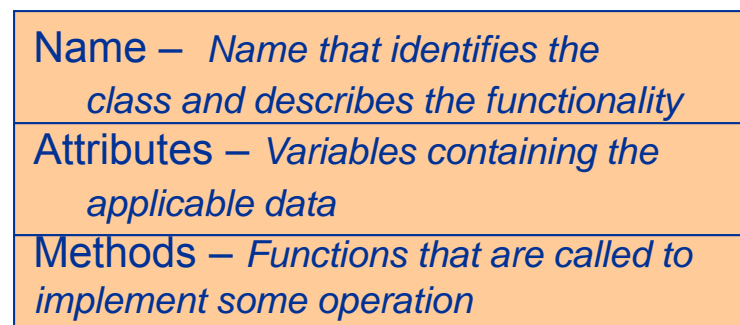 Name – Name that identifies the
class and describes the functionality
Attributes – Variables containing the
applicable data
Methods – Functions that are called to
implement some operation